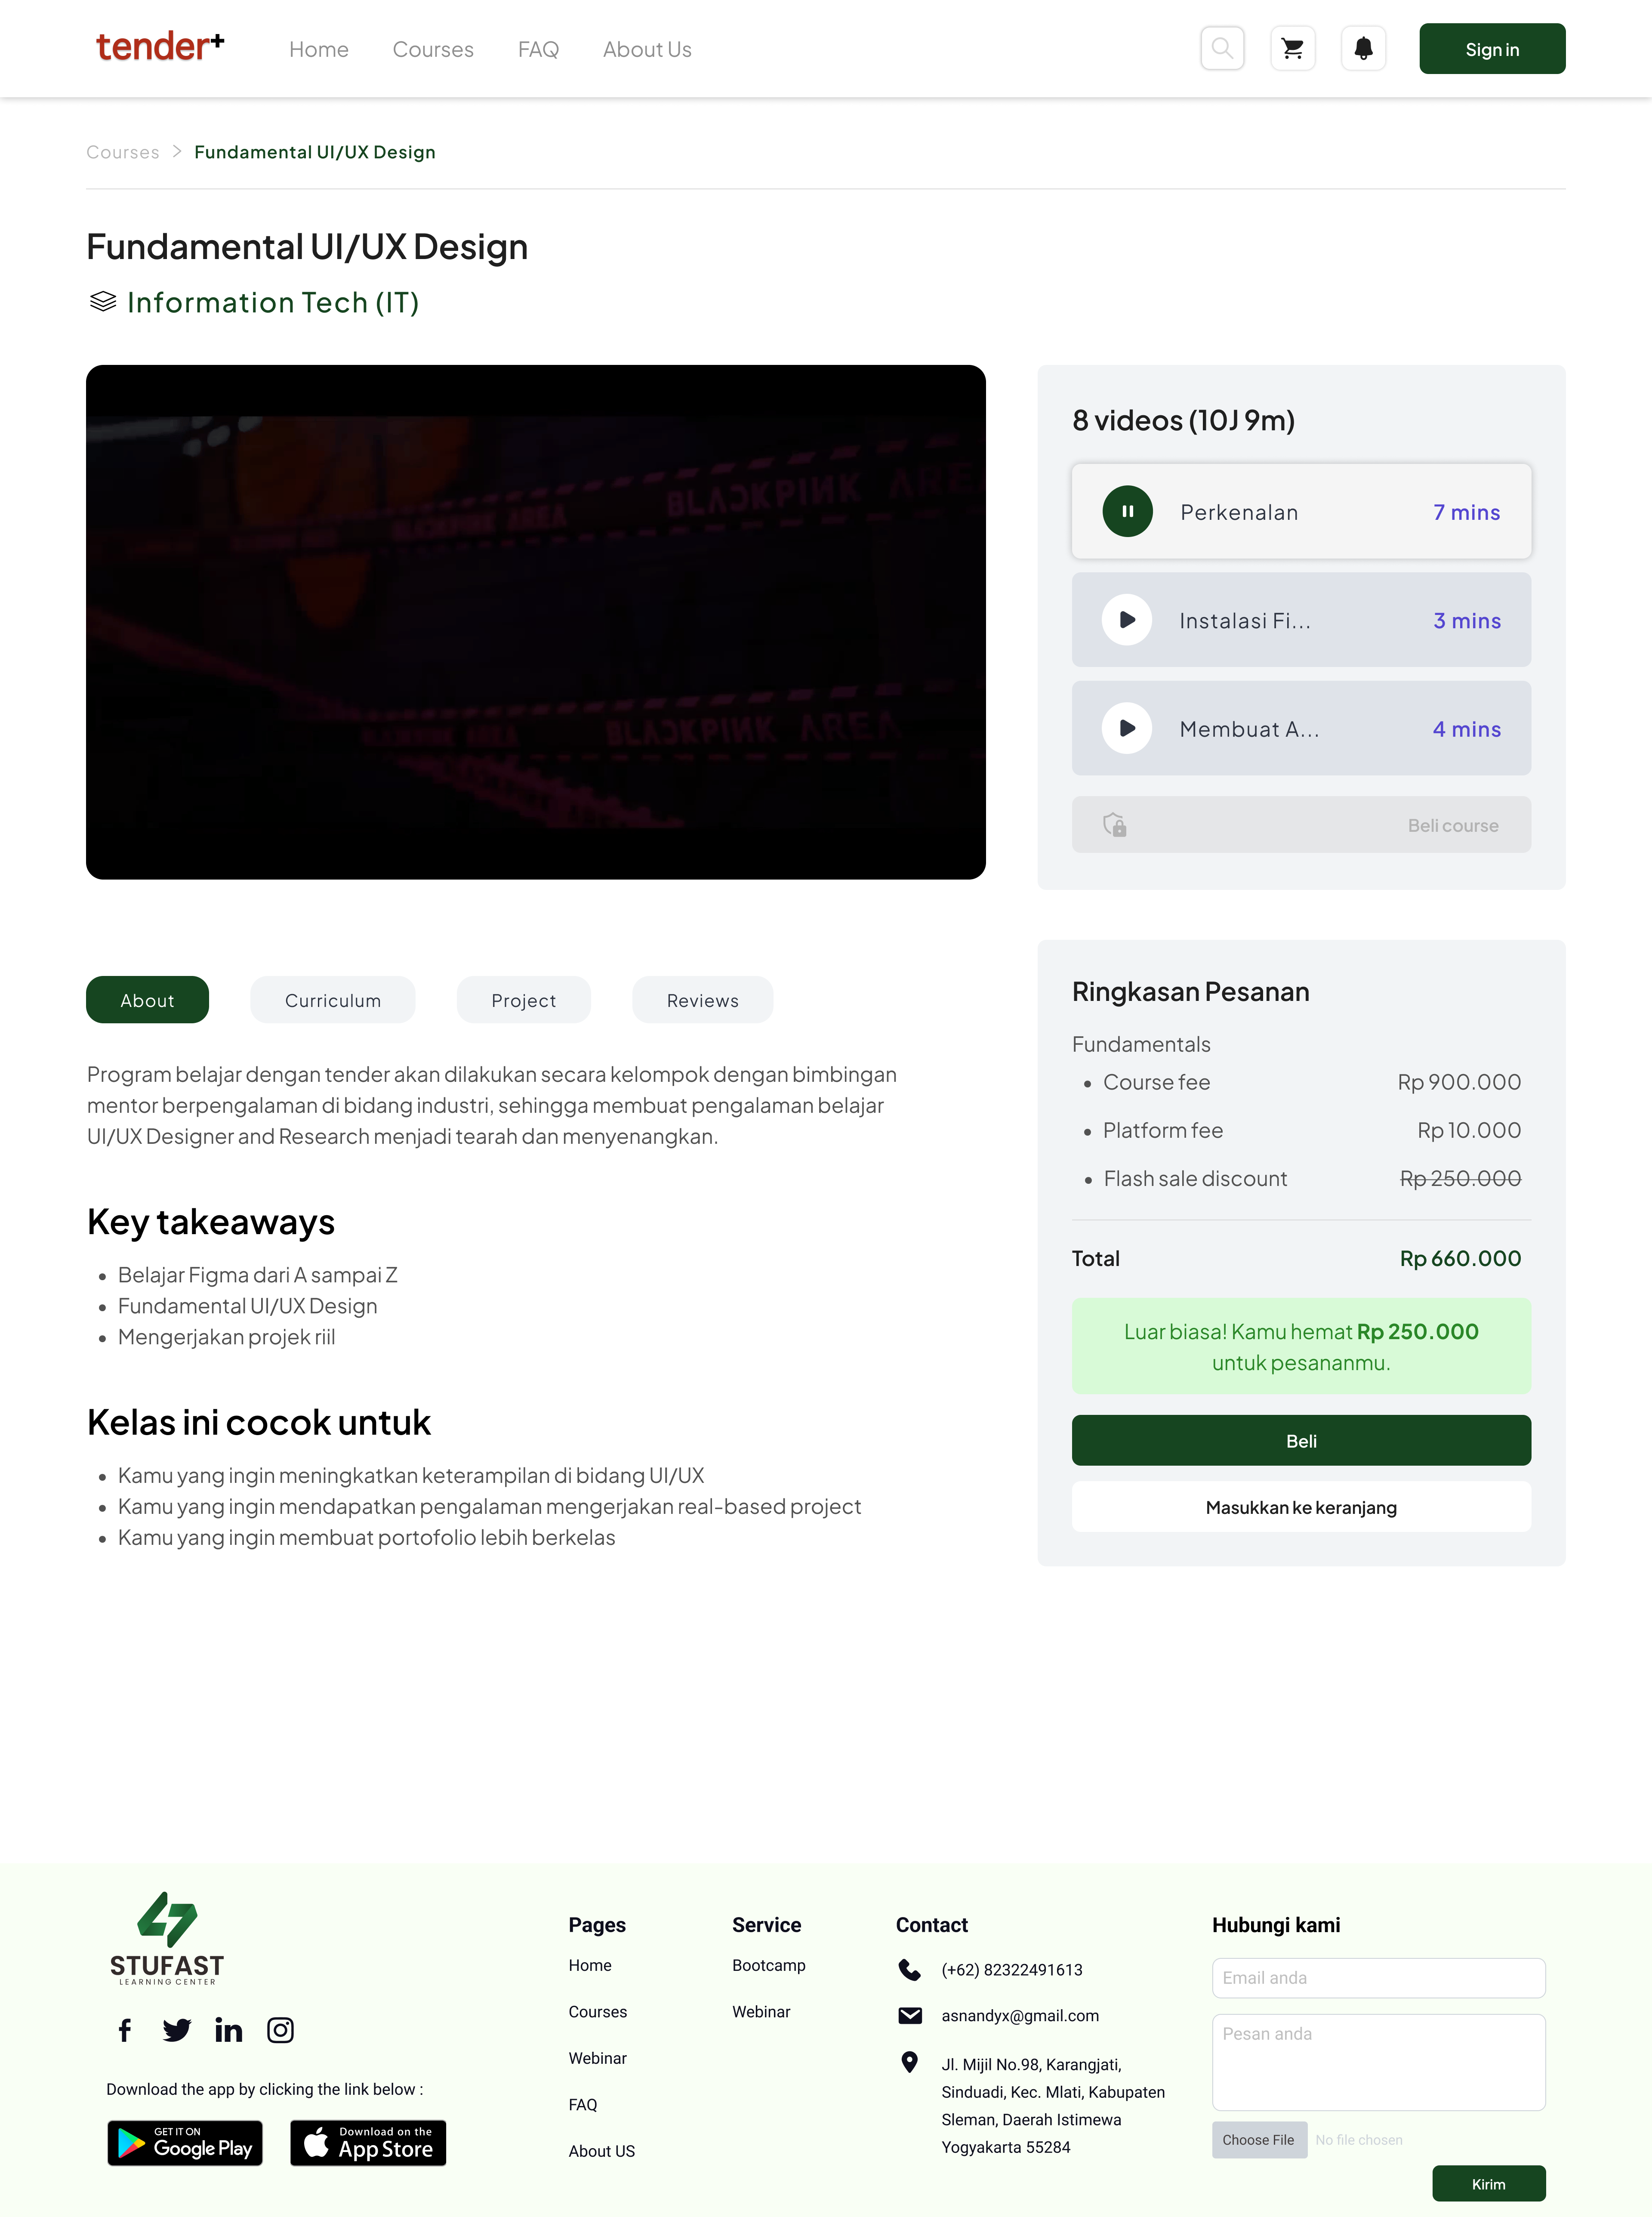 tender+
Home Courses FAQ About Us
Sign in
Courses > Fundamental UI/UX Design
Fundamental UI/UX Design
Information Tech (IT)
BLACKPINK AREA
BLACKPINK AREA
BLACKPINK AREA
BLACKPINK AREA
8 videos (10J 9m)
Perkenalan 7 mins
Instalasi Fi... 3 mins
Membuat A... 4 mins
Beli course
About Curriculum Project Reviews
Program belajar dengan tender akan dilakukan secara kelompok dengan bimbingan
mentor berpengalaman di bidang industri, sehingga membuat pengalaman belajar
UI/UX Designer and Research menjadi tearah dan menyenangkan.
Key takeaways
• Belajar Figma dari A sampai Z
• Fundamental UI/UX Design
• Mengerjakan projek riil
Kelas ini cocok untuk
• Kamu yang ingin meningkatkan keterampilan di bidang UI/UX
• Kamu yang ingin mendapatkan pengalaman mengerjakan real-based project
• Kamu yang ingin membuat portofolio lebih berkelas
Ringkasan Pesanan
Fundamentals
• Course fee Rp 900.000
• Platform fee Rp 10.000
• Flash sale discount Rp 250.000
Total Rp 660.000
Luar biasa! Kamu hemat Rp 250.000
untuk pesananmu.
Beli
Masukkan ke keranjang
STUFAST
LEARNING CENTER
Download the app by clicking the link below :
GET IT ON
Google Play
Download on the
App Store
Pages
Home
Courses
Webinar
FAQ
About US
Service
Bootcamp
Webinar
Contact
(+62) 82322491613
asnandyx@gmail.com
Jl. Mijil No.98, Karangjati,
Sinduadi, Kec. Mlati, Kabupaten
Sleman, Daerah Istimewa
Yogyakarta 55284
Hubungi kami
Email anda
Pesan anda
Choose File No file chosen
Kirim